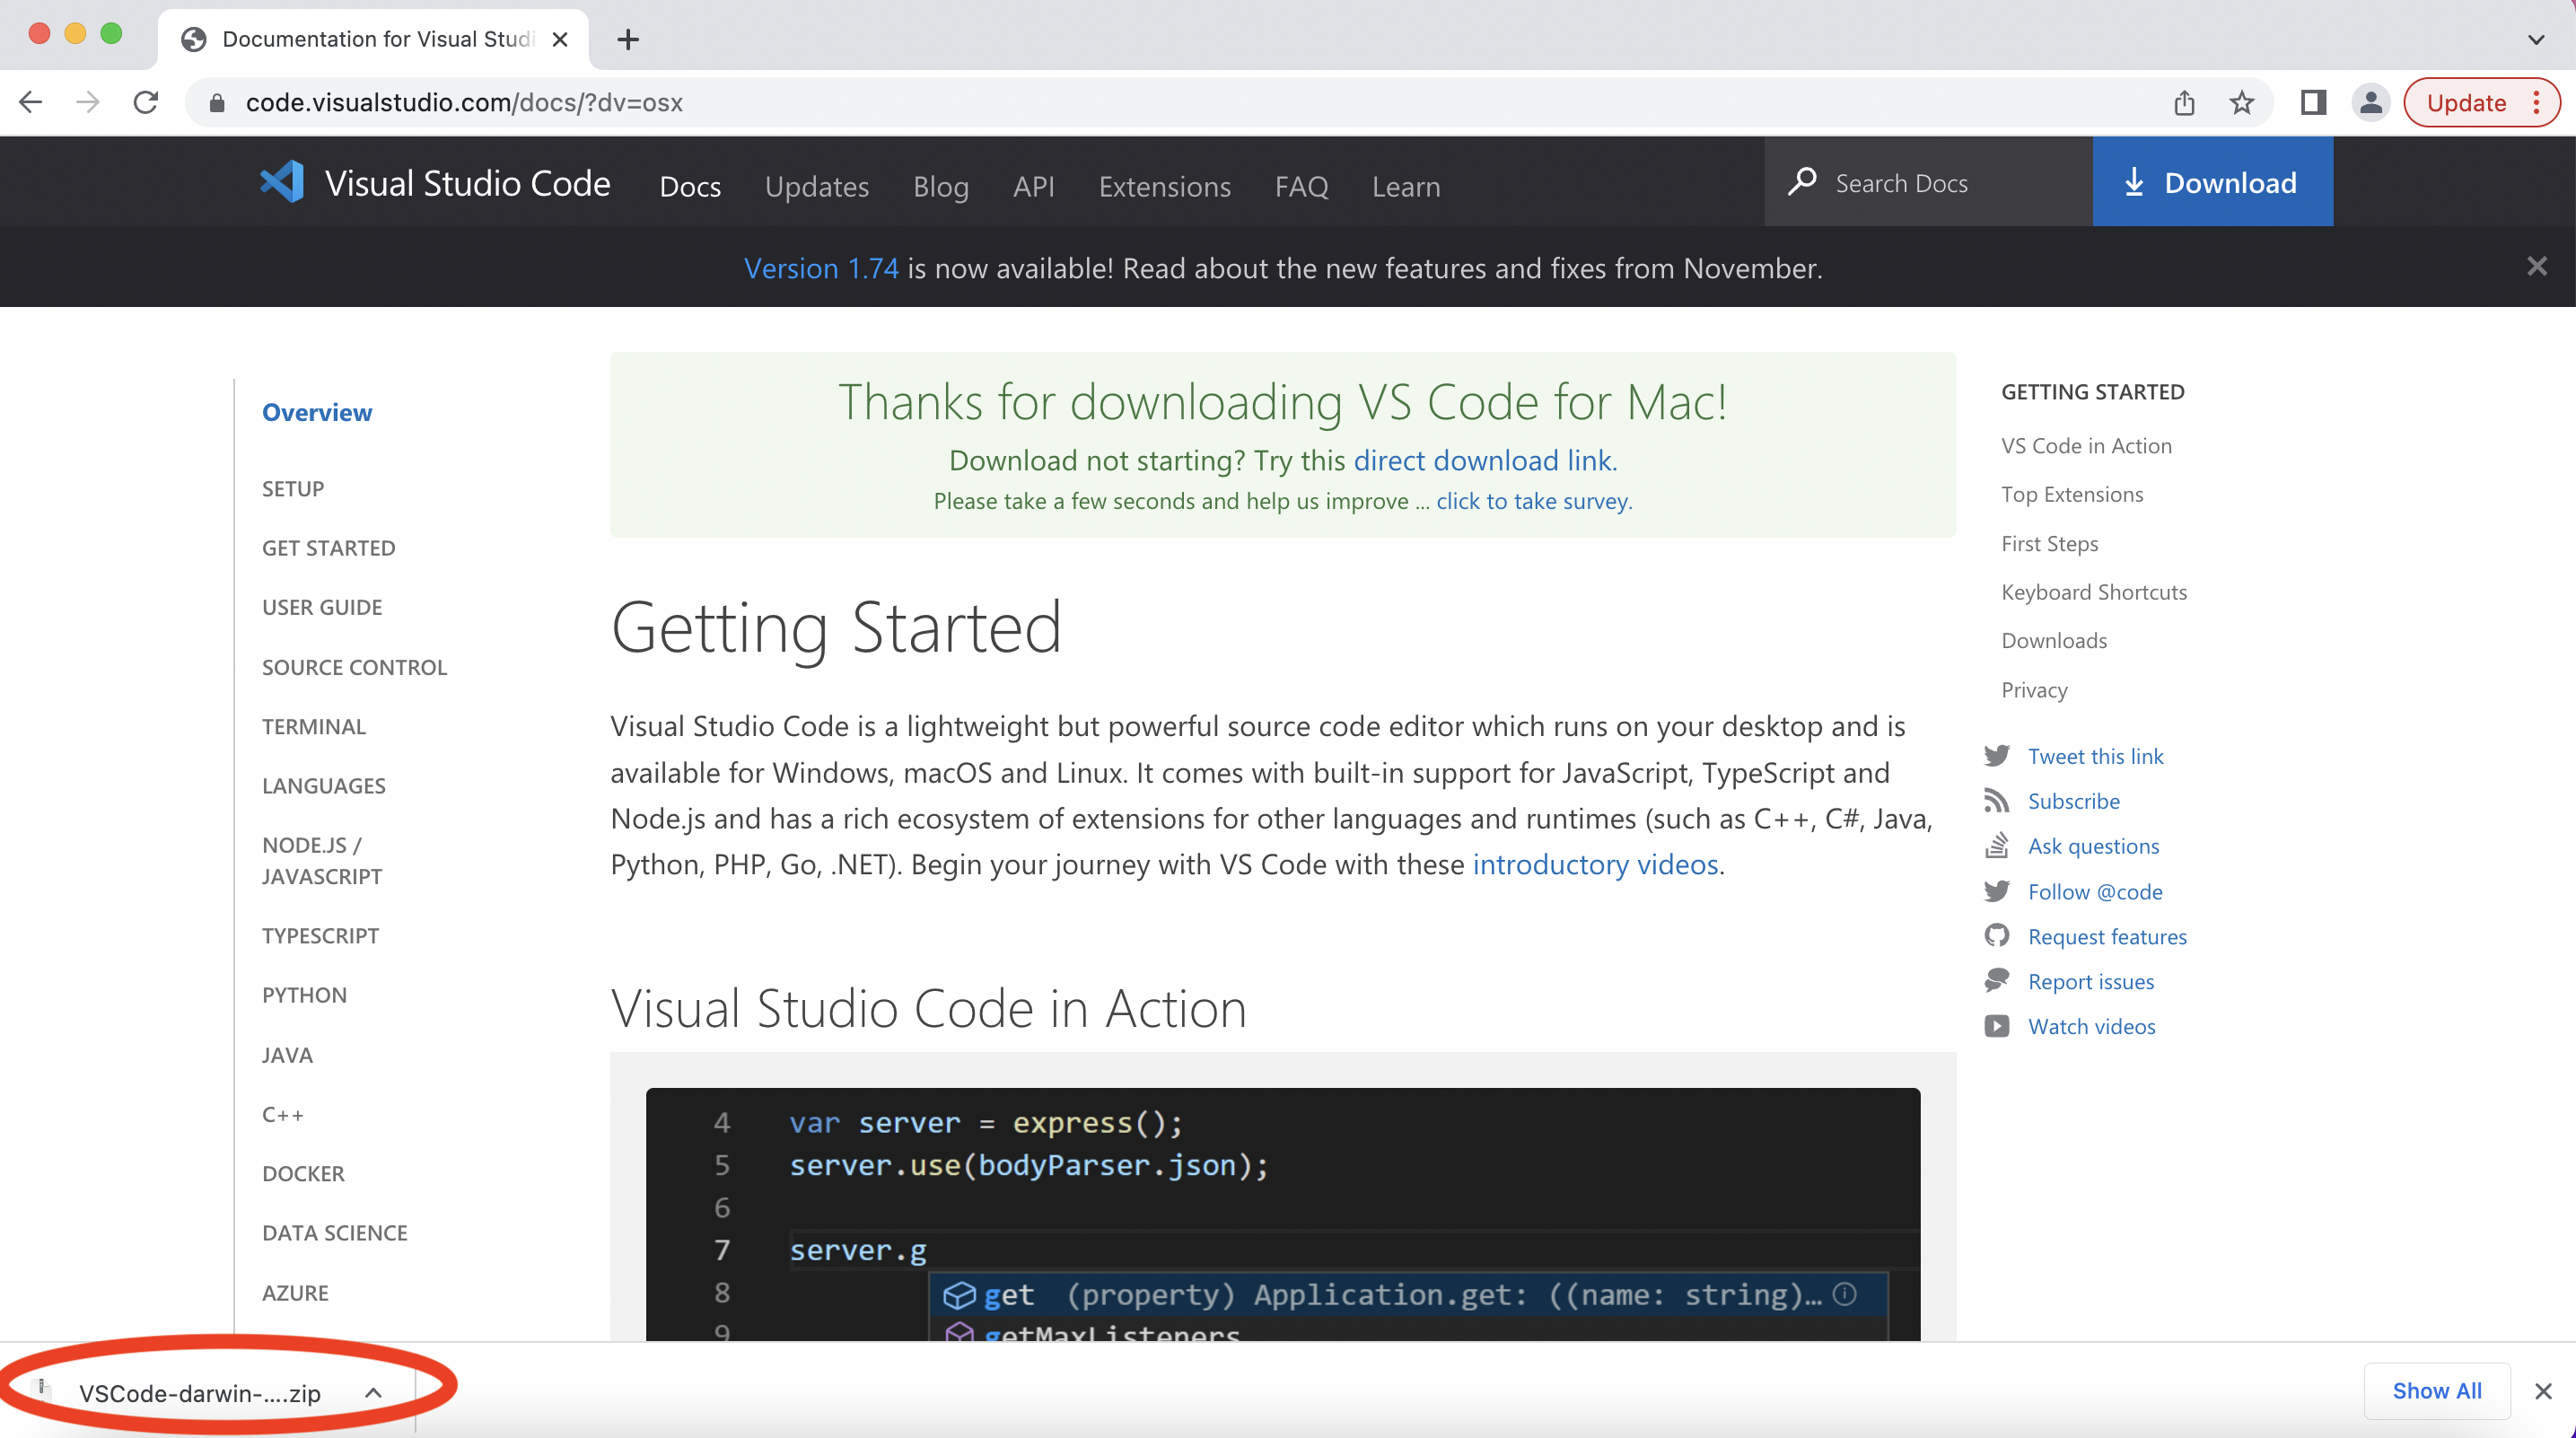 Documentation for Visual Studi
code.visualstudio.com/docs/?dv=osx
Update
Visual Studio Code
Docs
Updates
Blog
API
Extensions
FAQ
Learn
Search Docs
Download
Version 1.74 is now available! Read about the new features and fixes from November.
Overview
SETUP
GET STARTED
USER GUIDE
SOURCE CONTROL
TERMINAL
LANGUAGES
NODE.JS /
JAVASCRIPT
TYPESCRIPT
PYTHON
JAVA
C++
DOCKER
DATA SCIENCE
AZURE
Thanks for downloading VS Code for Mac!
Download not starting? Try this direct download link.
Please take a few seconds and help us improve ... click to take survey.
Getting Started
Visual Studio Code is a lightweight but powerful source code editor which runs on your desktop and is
available for Windows, macOS and Linux. It comes with built-in support for JavaScript, TypeScript and
Node.js and has a rich ecosystem of extensions for other languages and runtimes (such as C++, C#, Java,
Python, PHP, Go, .NET). Begin your journey with VS Code with these introductory videos.
Visual Studio Code in Action
4 var server = express();
5 server.use(bodyParser.json);
6
7 server.g
8 get (property) Application.get: ((name: string)…
9 getMaxListeners
GETTING STARTED
VS Code in Action
Top Extensions
First Steps
Keyboard Shortcuts
Downloads
Privacy
Tweet this link
Subscribe
Ask questions
Follow @code
Request features
Report issues
Watch videos
VSCode-darwin-....zip
Show All